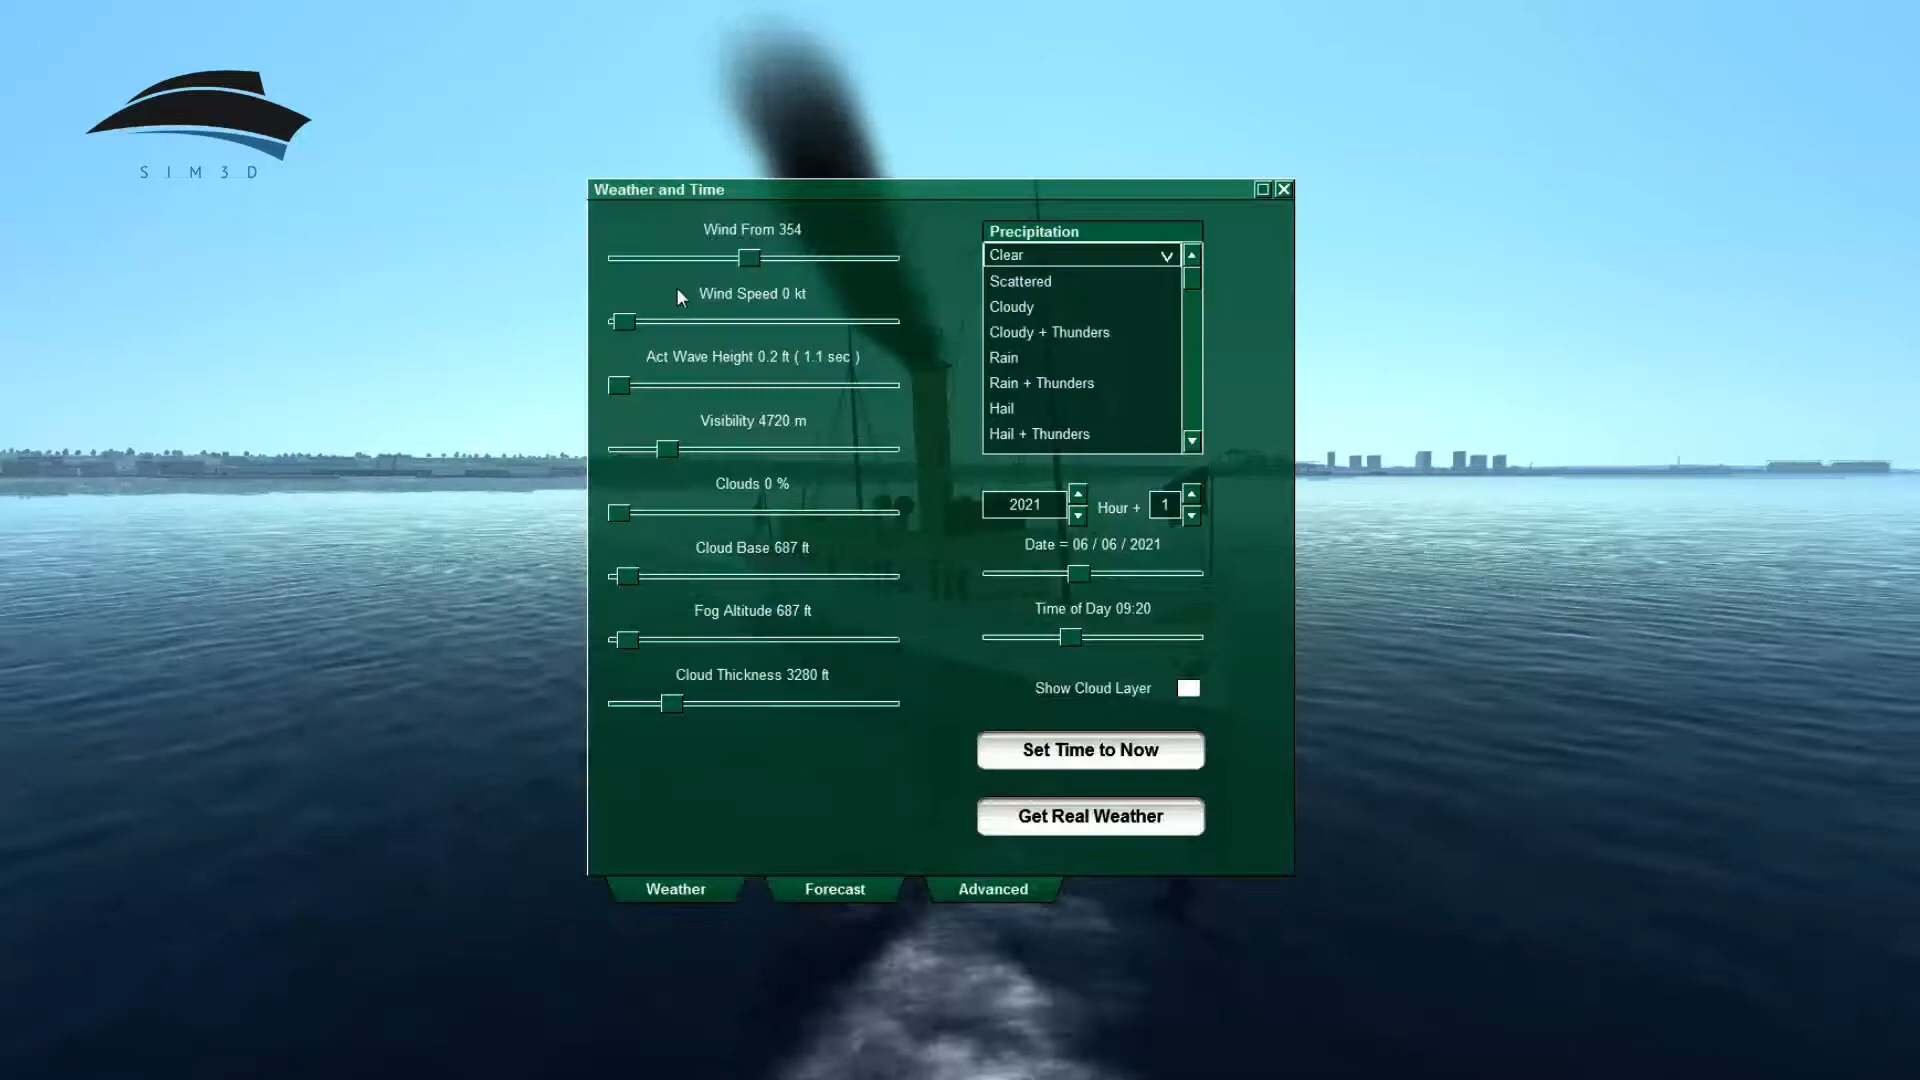 SIM3D
Weather and Time
Wind From 354
Wind Speed 0 kt
Act Wave Height 0.2 ft ( 1.1 sec )
Visibility 4720 m
Clouds 0 %
Cloud Base 687 ft
Fog Altitude 687 ft
Cloud Thickness 3280 ft
Precipitation
Clear
Scattered
Cloudy
Cloudy + Thunders
Rain
Rain + Thunders
Hail
Hail + Thunders
2021 Hour + 1
Date = 06 / 06 / 2021
Time of Day 09:20
Show Cloud Layer
Set Time to Now
Get Real Weather
Weather Forecast Advanced